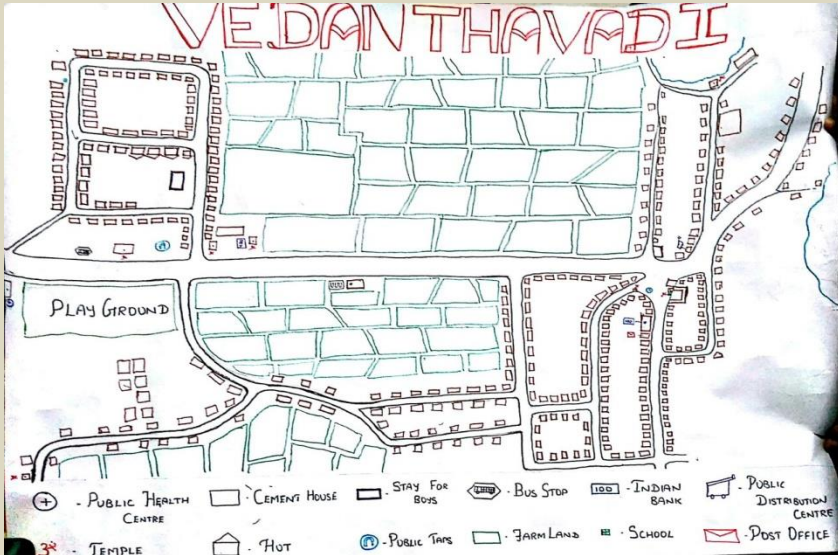 VEDANTHAVADI
PLAY GROUND
- PUBLIC HEALTH CENTRE
- CEMENT HOUSE
- STAY FOR BOYS
- BUS STOP
- INDIAN BANK
- PUBLIC DISTRIBUTION CENTRE
- TEMPLE
- HUT
- PUBLIC TAPS
- FARM LAND
- SCHOOL
- POST OFFICE